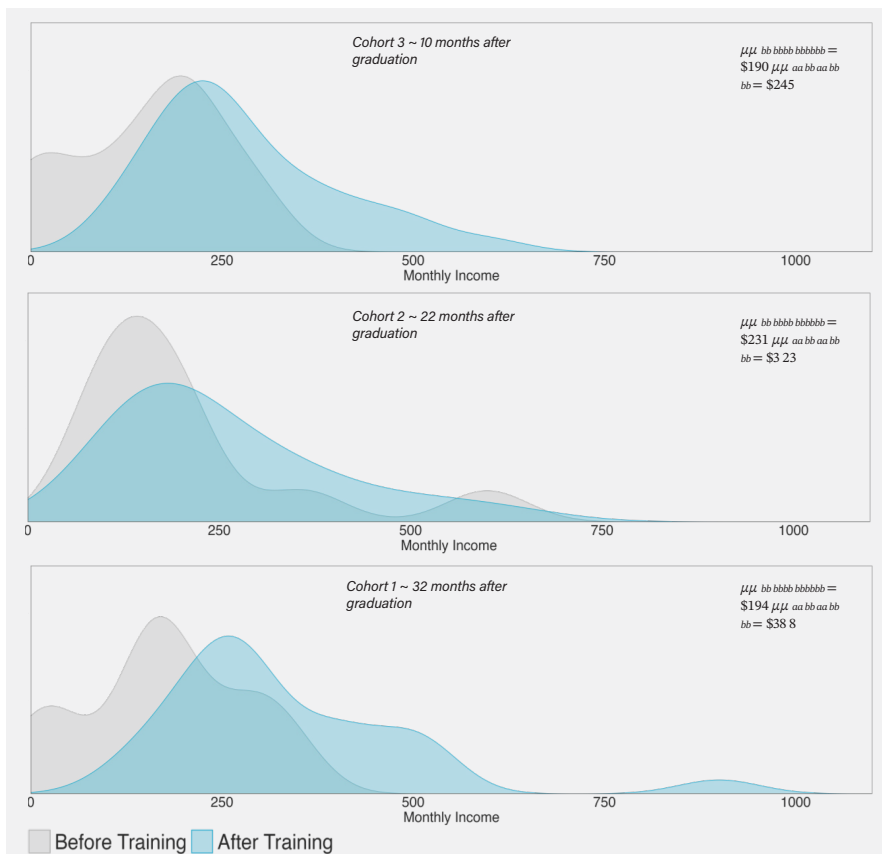 Cohort 3 ~ 10 months after
graduation
μμ bb bbbb bbbbbb =
$190 μμ aa bb aa bb
bb = $245
0 250 500 750 1000
Monthly Income
Cohort 2 ~ 22 months after
graduation
μμ bb bbbb bbbbbb =
$231 μμ aa bb aa bb
bb = $3 23
0 250 500 750 1000
Monthly Income
Cohort 1 ~ 32 months after
graduation
μμ bb bbbb bbbbbb =
$194 μμ aa bb aa bb
bb = $38 8
0 250 500 750 1000
Monthly Income
Before Training After Training